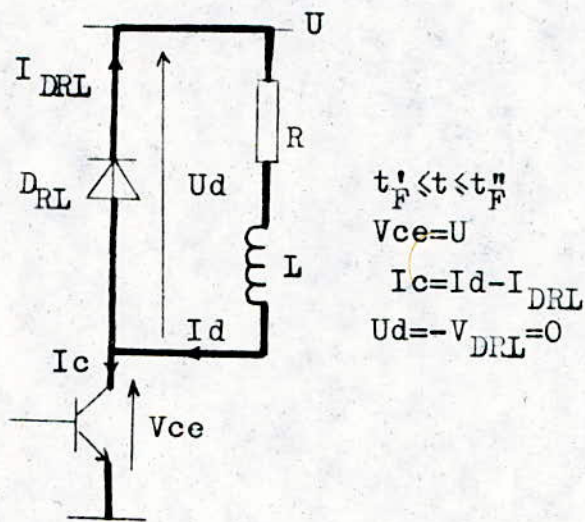 U
I DRL
R
D RL
Ud
L
Id
Ic
Vce
t'F ⩽t⩽t"F
Vce=U
Ic=Id-I DRL
Ud=-V DRL=0